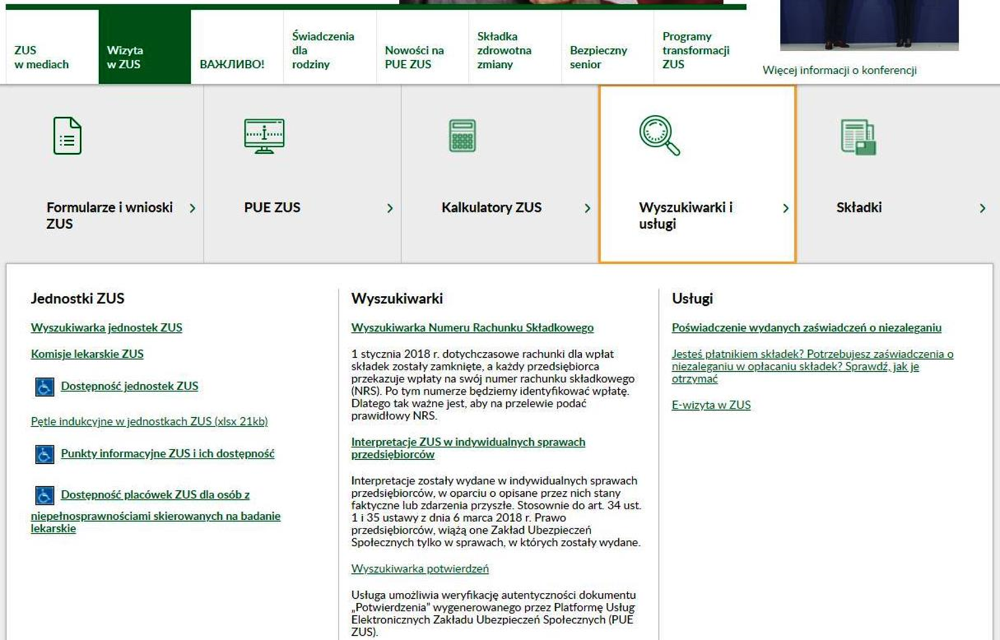 ZUS
w mediach
Wizyta
w ZUS
ВАЖЛИВО!
Świadczenia
dla
rodziny
Nowości na
PUE ZUS
Składka
zdrowotna
zmiany
Bezpieczny
senior
Programy
transformacji
ZUS
Więcej informacji o konferencji
Formularze i wnioski
ZUS
PUE ZUS
Kalkulatory ZUS
Wyszukiwarki i
usługi
Składki
Jednostki ZUS
Wyszukiwarka jednostek ZUS
Komisje lekarskie ZUS
Dostępność jednostek ZUS
Pętle indukcyjne w jednostkach ZUS (xlsx 21kb)
Punkty informacyjne ZUS i ich dostępność
Dostępność placówek ZUS dla osób z
niepełnosprawnościami skierowanych na badanie
lekarskie
Wyszukiwarki
Wyszukiwarka Numeru Rachunku Składkowego
1 stycznia 2018 r. dotychczasowe rachunki dla wpłat
składek zostały zamknięte, a każdy przedsiębiorca
przekazuje wpłaty na swój numer rachunku składkowego
(NRS). Po tym numerze będziemy identyfikować wpłatę.
Dlatego tak ważne jest, aby na przelewie podać
prawidłowy NRS.
Interpretacje ZUS w indywidualnych sprawach
przedsiębiorców
Interpretacje zostały wydane w indywidualnych sprawach
przedsiębiorców, w oparciu o opisane przez nich stany
faktyczne lub zdarzenia przyszłe. Stosownie do art. 34 ust.
1 i 35 ustawy z dnia 6 marca 2018 r. Prawo
przedsiębiorców, wiążą one Zakład Ubezpieczeń
Społecznych tylko w sprawach, w których zostały wydane.
Wyszukiwarka potwierdzeń
Usługa umożliwia weryfikację autentyczności dokumentu
„Potwierdzenia” wygenerowanego przez Platformę Usług
Elektronicznych Zakładu Ubezpieczeń Społecznych (PUE
ZUS).
Usługi
Poświadczenie wydanych zaświadczeń o niezaleganiu
Jesteś płatnikiem składek? Potrzebujesz zaświadczenia o
niezaleganiu w opłacaniu składek? Sprawdź, jak je
otrzymać
E-wizyta w ZUS